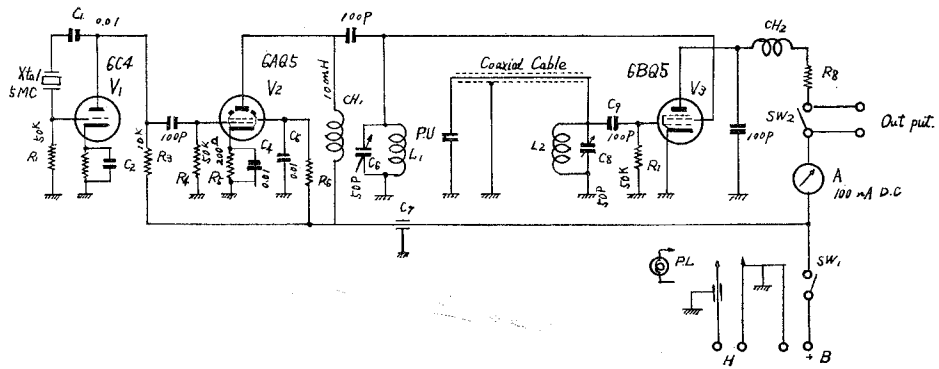 C₁ 0.01
Xtal
5MC
6C4
V₁
50K
R₁
C₂
10K
R₃
100P
50K
R₄
6AQ5
V₂
200Ω
R₅
C₄
0.01
C₅
0.01
R₆
100P
10mH
CH₁
50P
C₆
L₁
C₇
P.U
Coaxial Cable
L₂
C₈
50P
C₉
100P
50K
R₇
6BQ5
V₃
100P
CH₂
R₈
SW₂
Out put.
A
100 mA D.C
SW₁
P.L
H
+ B